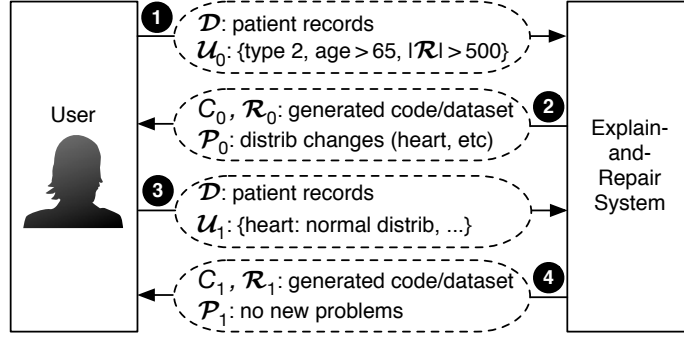 1
𝓓: patient records
𝓤₀: {type 2, age > 65, |𝓡| > 500}
User
C₀, 𝓡₀: generated code/dataset
2
𝓟₀: distrib changes (heart, etc)
Explain-
and-
Repair
System
3
𝓓: patient records
𝓤₁: {heart: normal distrib, ...}
C₁, 𝓡₁: generated code/dataset
4
𝓟₁: no new problems